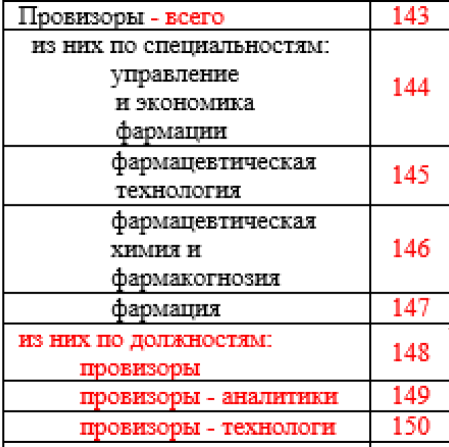 Провизоры - всего 143
из них по специальностям:
управление
и экономика 144
фармации
фармацевтическая 145
технология
фармацевтическая
химия и 146
фармакогнозия
фармация 147
из них по должностям: 148
провизоры
провизоры - аналитики 149
провизоры - технологи 150